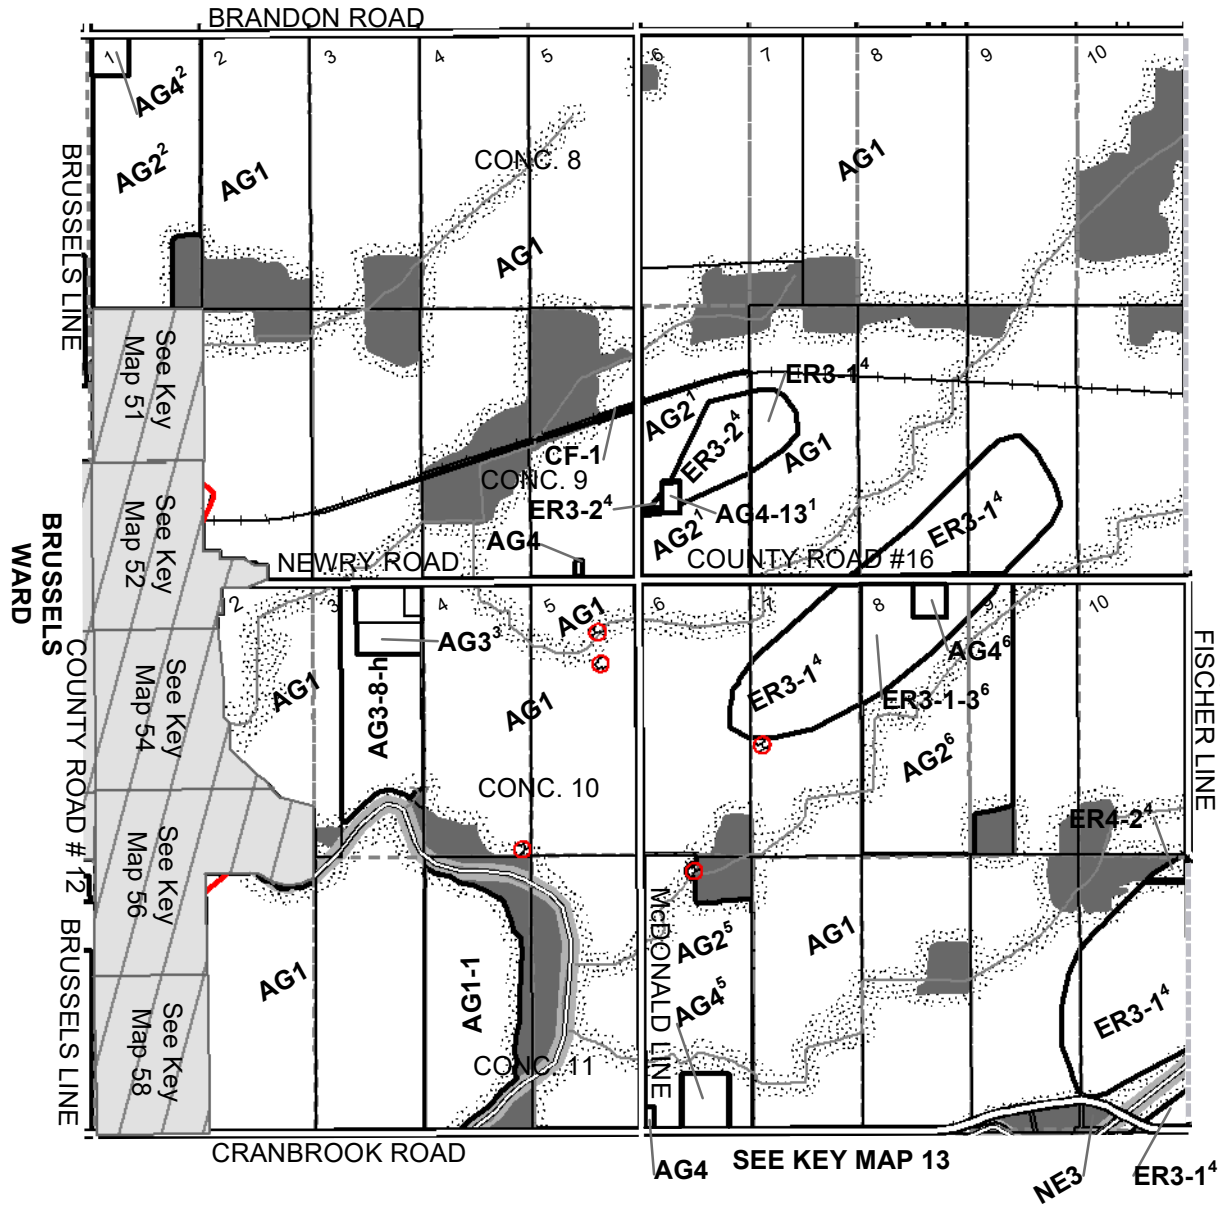 BRANDON ROAD
1
2
3
4
5
6
7
8
9
10
AG4²
AG2²
AG1
CONC. 8
AG1
AG1
BRUSSELS LINE
See Key
Map 51
ER3-1⁴
AG2¹
ER3-2⁴
AG1
CF-1
CONC. 9
ER3-2⁴
AG4-13¹
ER3-1⁴
See Key
Map 52
BRUSSELS
WARD
AG4
AG2¹
NEWRY ROAD
COUNTY ROAD #16
2
3
4
5
6
7
8
9
10
AG1
AG3³
AG4⁶
AG1
AG3-8-h
AG1
ER3-1⁴
ER3-1-3⁶
AG2⁶
FISCHER LINE
See Key
Map 54
COUNTY ROAD # 12
CONC. 10
ER4-2⁴
See Key
Map 56
McDONALD LINE
AG2⁵
AG1
AG1
AG1-1
AG4⁵
ER3-1⁴
BRUSSELS LINE
See Key
Map 58
CONC. 11
CRANBROOK ROAD
AG4
SEE KEY MAP 13
NE3
ER3-1⁴